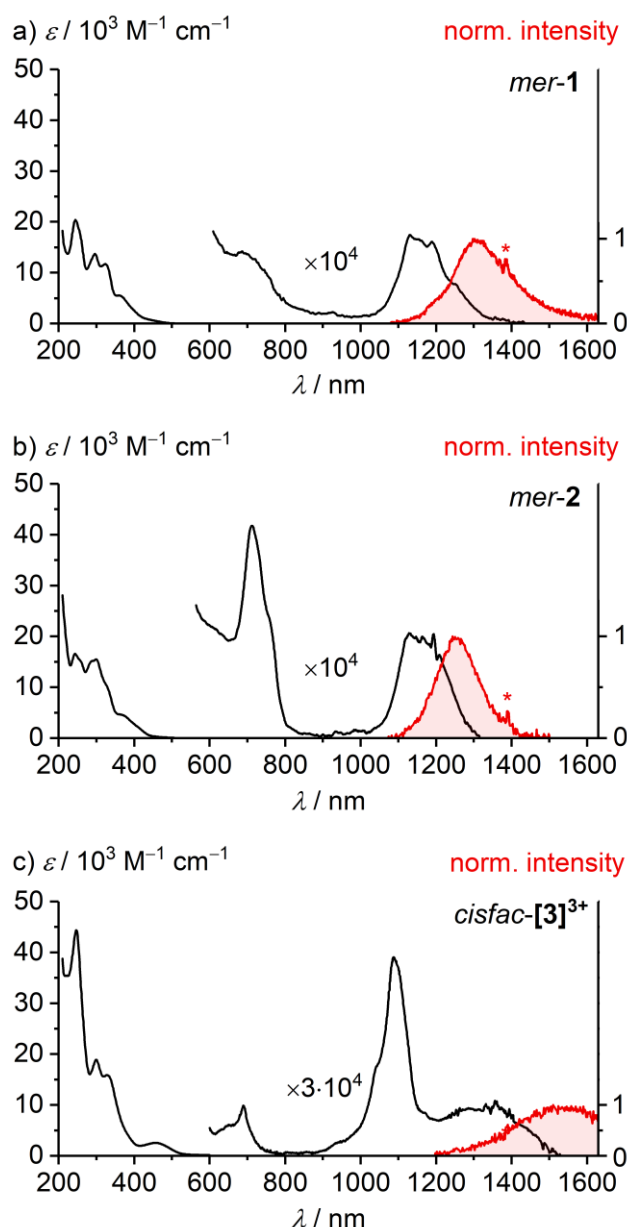 a) ε / 10³ M⁻¹ cm⁻¹ norm. intensity
mer-1
50
40
30
20
10
0
×10⁴
*
1
0
200 400 600 800 1000 1200 1400 1600
λ / nm
b) ε / 10³ M⁻¹ cm⁻¹ norm. intensity
mer-2
50
40
30
20
10
0
×10⁴
*
1
0
200 400 600 800 1000 1200 1400 1600
λ / nm
c) ε / 10³ M⁻¹ cm⁻¹ norm. intensity
cisfac-[3]³⁺
50
40
30
20
10
0
×3·10⁴
1
0
200 400 600 800 1000 1200 1400 1600
λ / nm